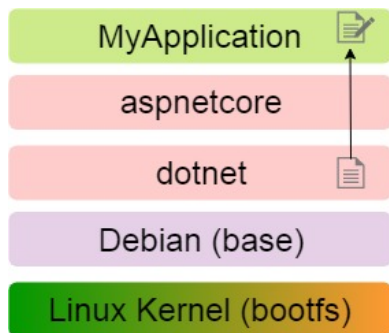 MyApplication
aspnetcore
dotnet
Debian (base)
Linux Kernel (bootfs)